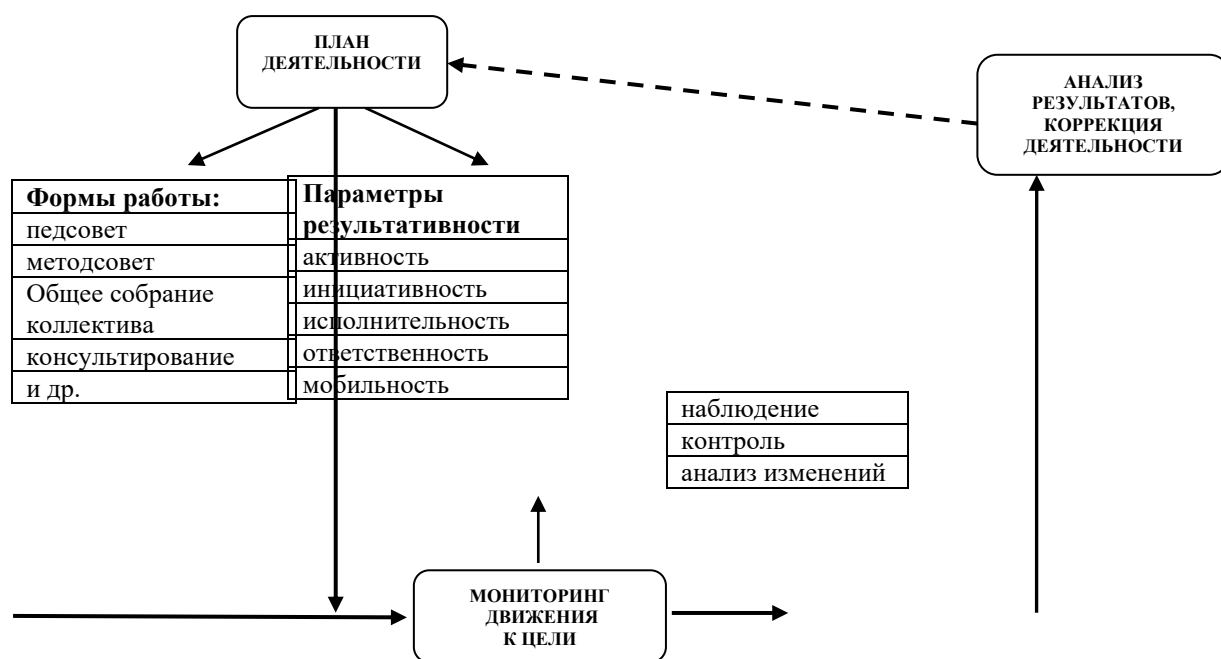 ПЛАН
ДЕЯТЕЛЬНОСТИ
АНАЛИЗ
РЕЗУЛЬТАТОВ,
КОРРЕКЦИЯ
ДЕЯТЕЛЬНОСТИ
Формы работы:
педсовет
методсовет
Общее собрание
коллектива
консультирование
и др.
Параметры
результативности
активность
инициативность
исполнительность
ответственность
мобильность
наблюдение
контроль
анализ изменений
МОНИТОРИНГ
ДВИЖЕНИЯ
К ЦЕЛИ